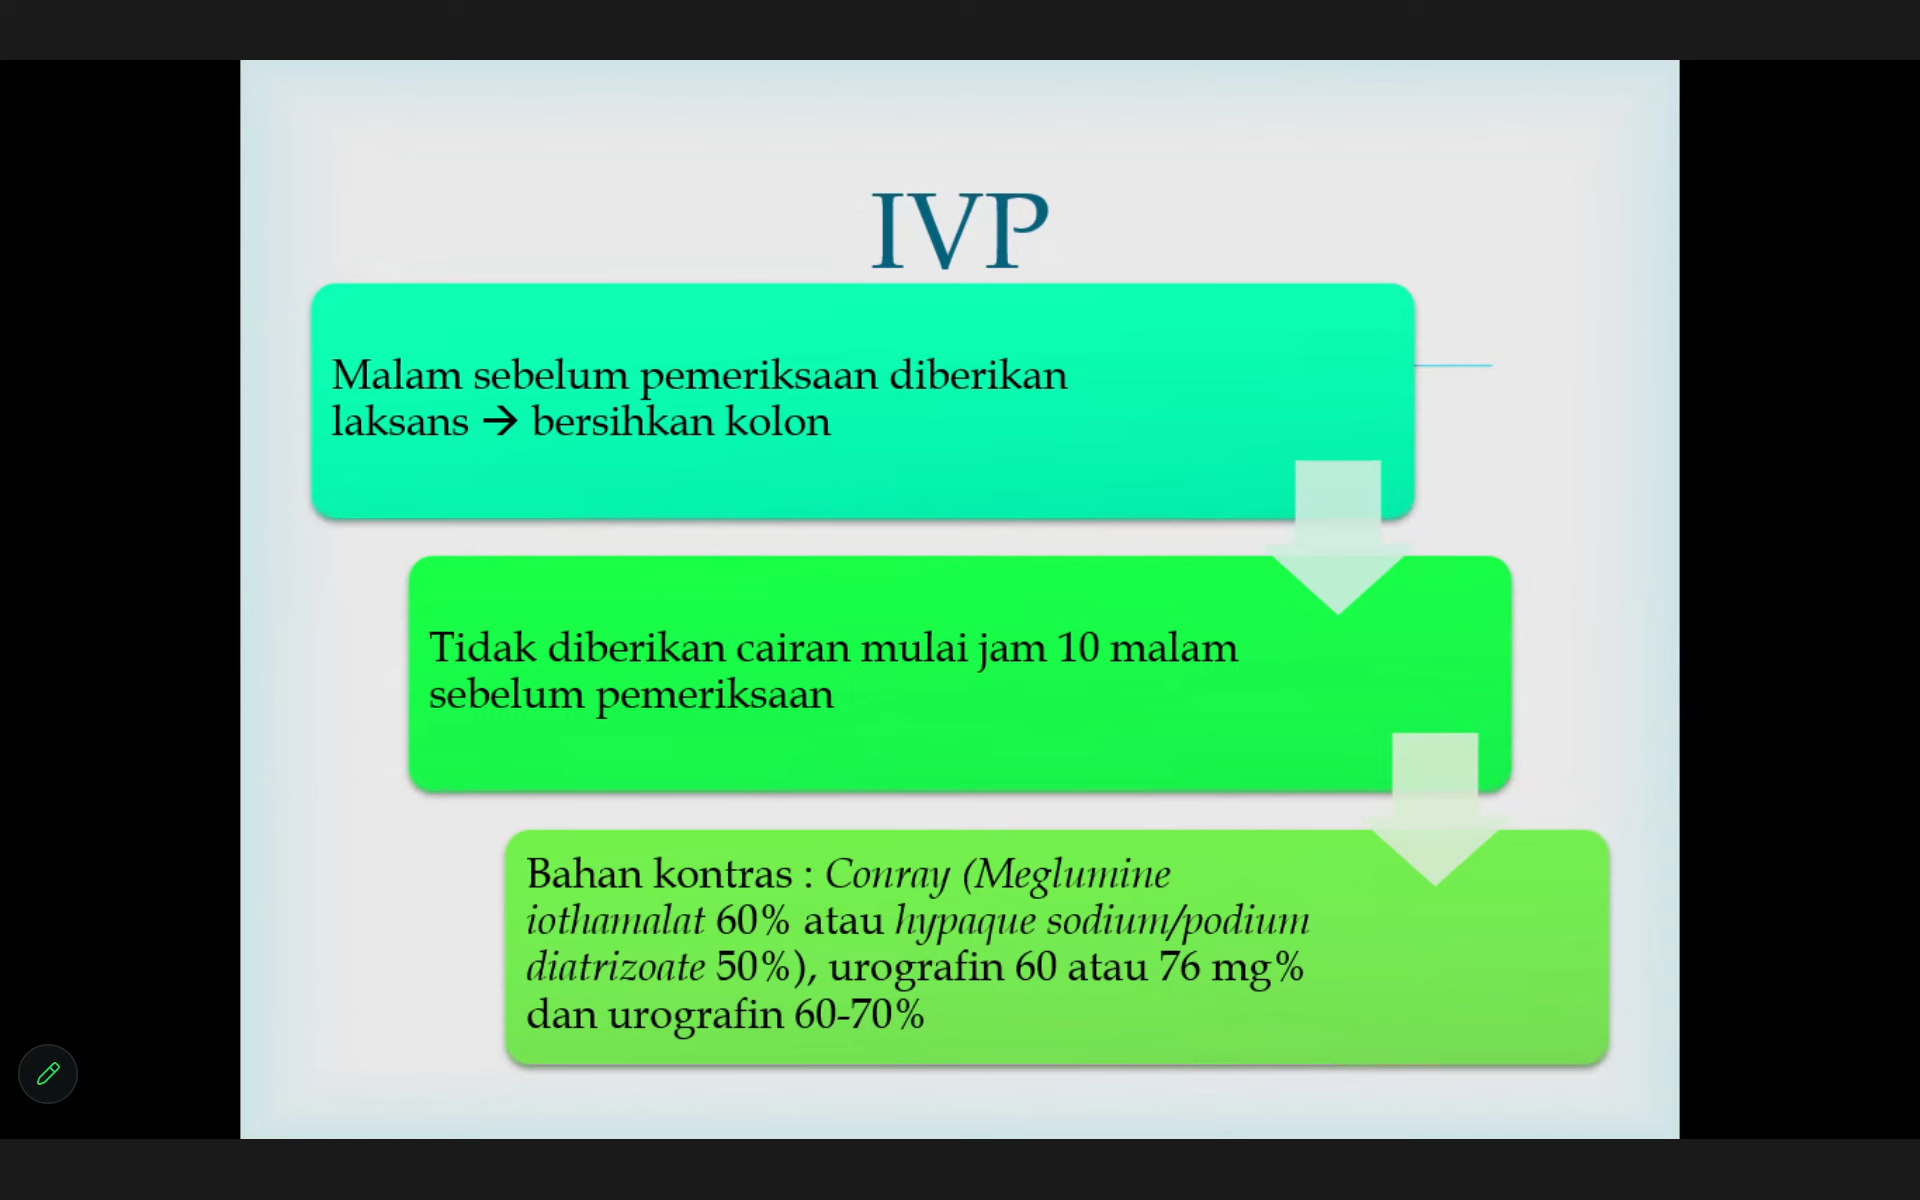 IVP
Malam sebelum pemeriksaan diberikan
laksans → bersihkan kolon
Tidak diberikan cairan mulai jam 10 malam
sebelum pemeriksaan
Bahan kontras : Conray (Meglumine
iothamalat 60% atau hypaque sodium/podium
diatrizoate 50%), urografin 60 atau 76 mg%
dan urografin 60-70%